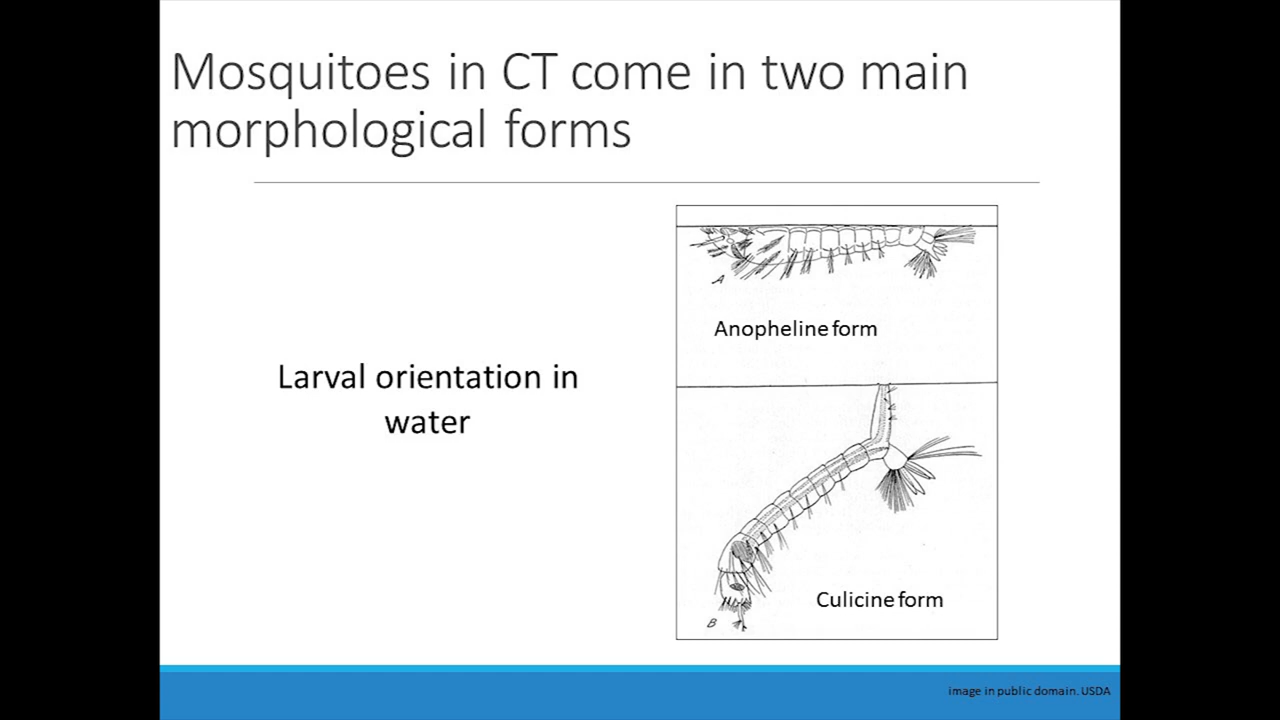 Mosquitoes in CT come in two main
morphological forms
Larval orientation in
water
A
Anopheline form
Culicine form
B
image in public domain. USDA